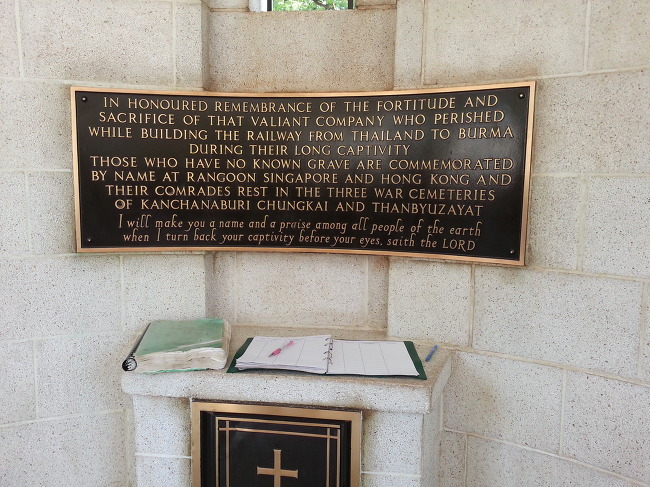 IN HONOURED REMEMBRANCE OF THE FORTITUDE AND
SACRIFICE OF THAT VALIANT COMPANY WHO PERISHED
WHILE BUILDING THE RAILWAY FROM THAILAND TO BURMA
DURING THEIR LONG CAPTIVITY
THOSE WHO HAVE NO KNOWN GRAVE ARE COMMEMORATED
BY NAME AT RANGOON SINGAPORE AND HONG KONG AND
THEIR COMRADES REST IN THE THREE WAR CEMETERIES
OF KANCHANABURI CHUNGKAI AND THANBYUZAYAT
I will make you a name and a praise among all people of the earth
when I turn back your captivity before your eyes, saith the LORD